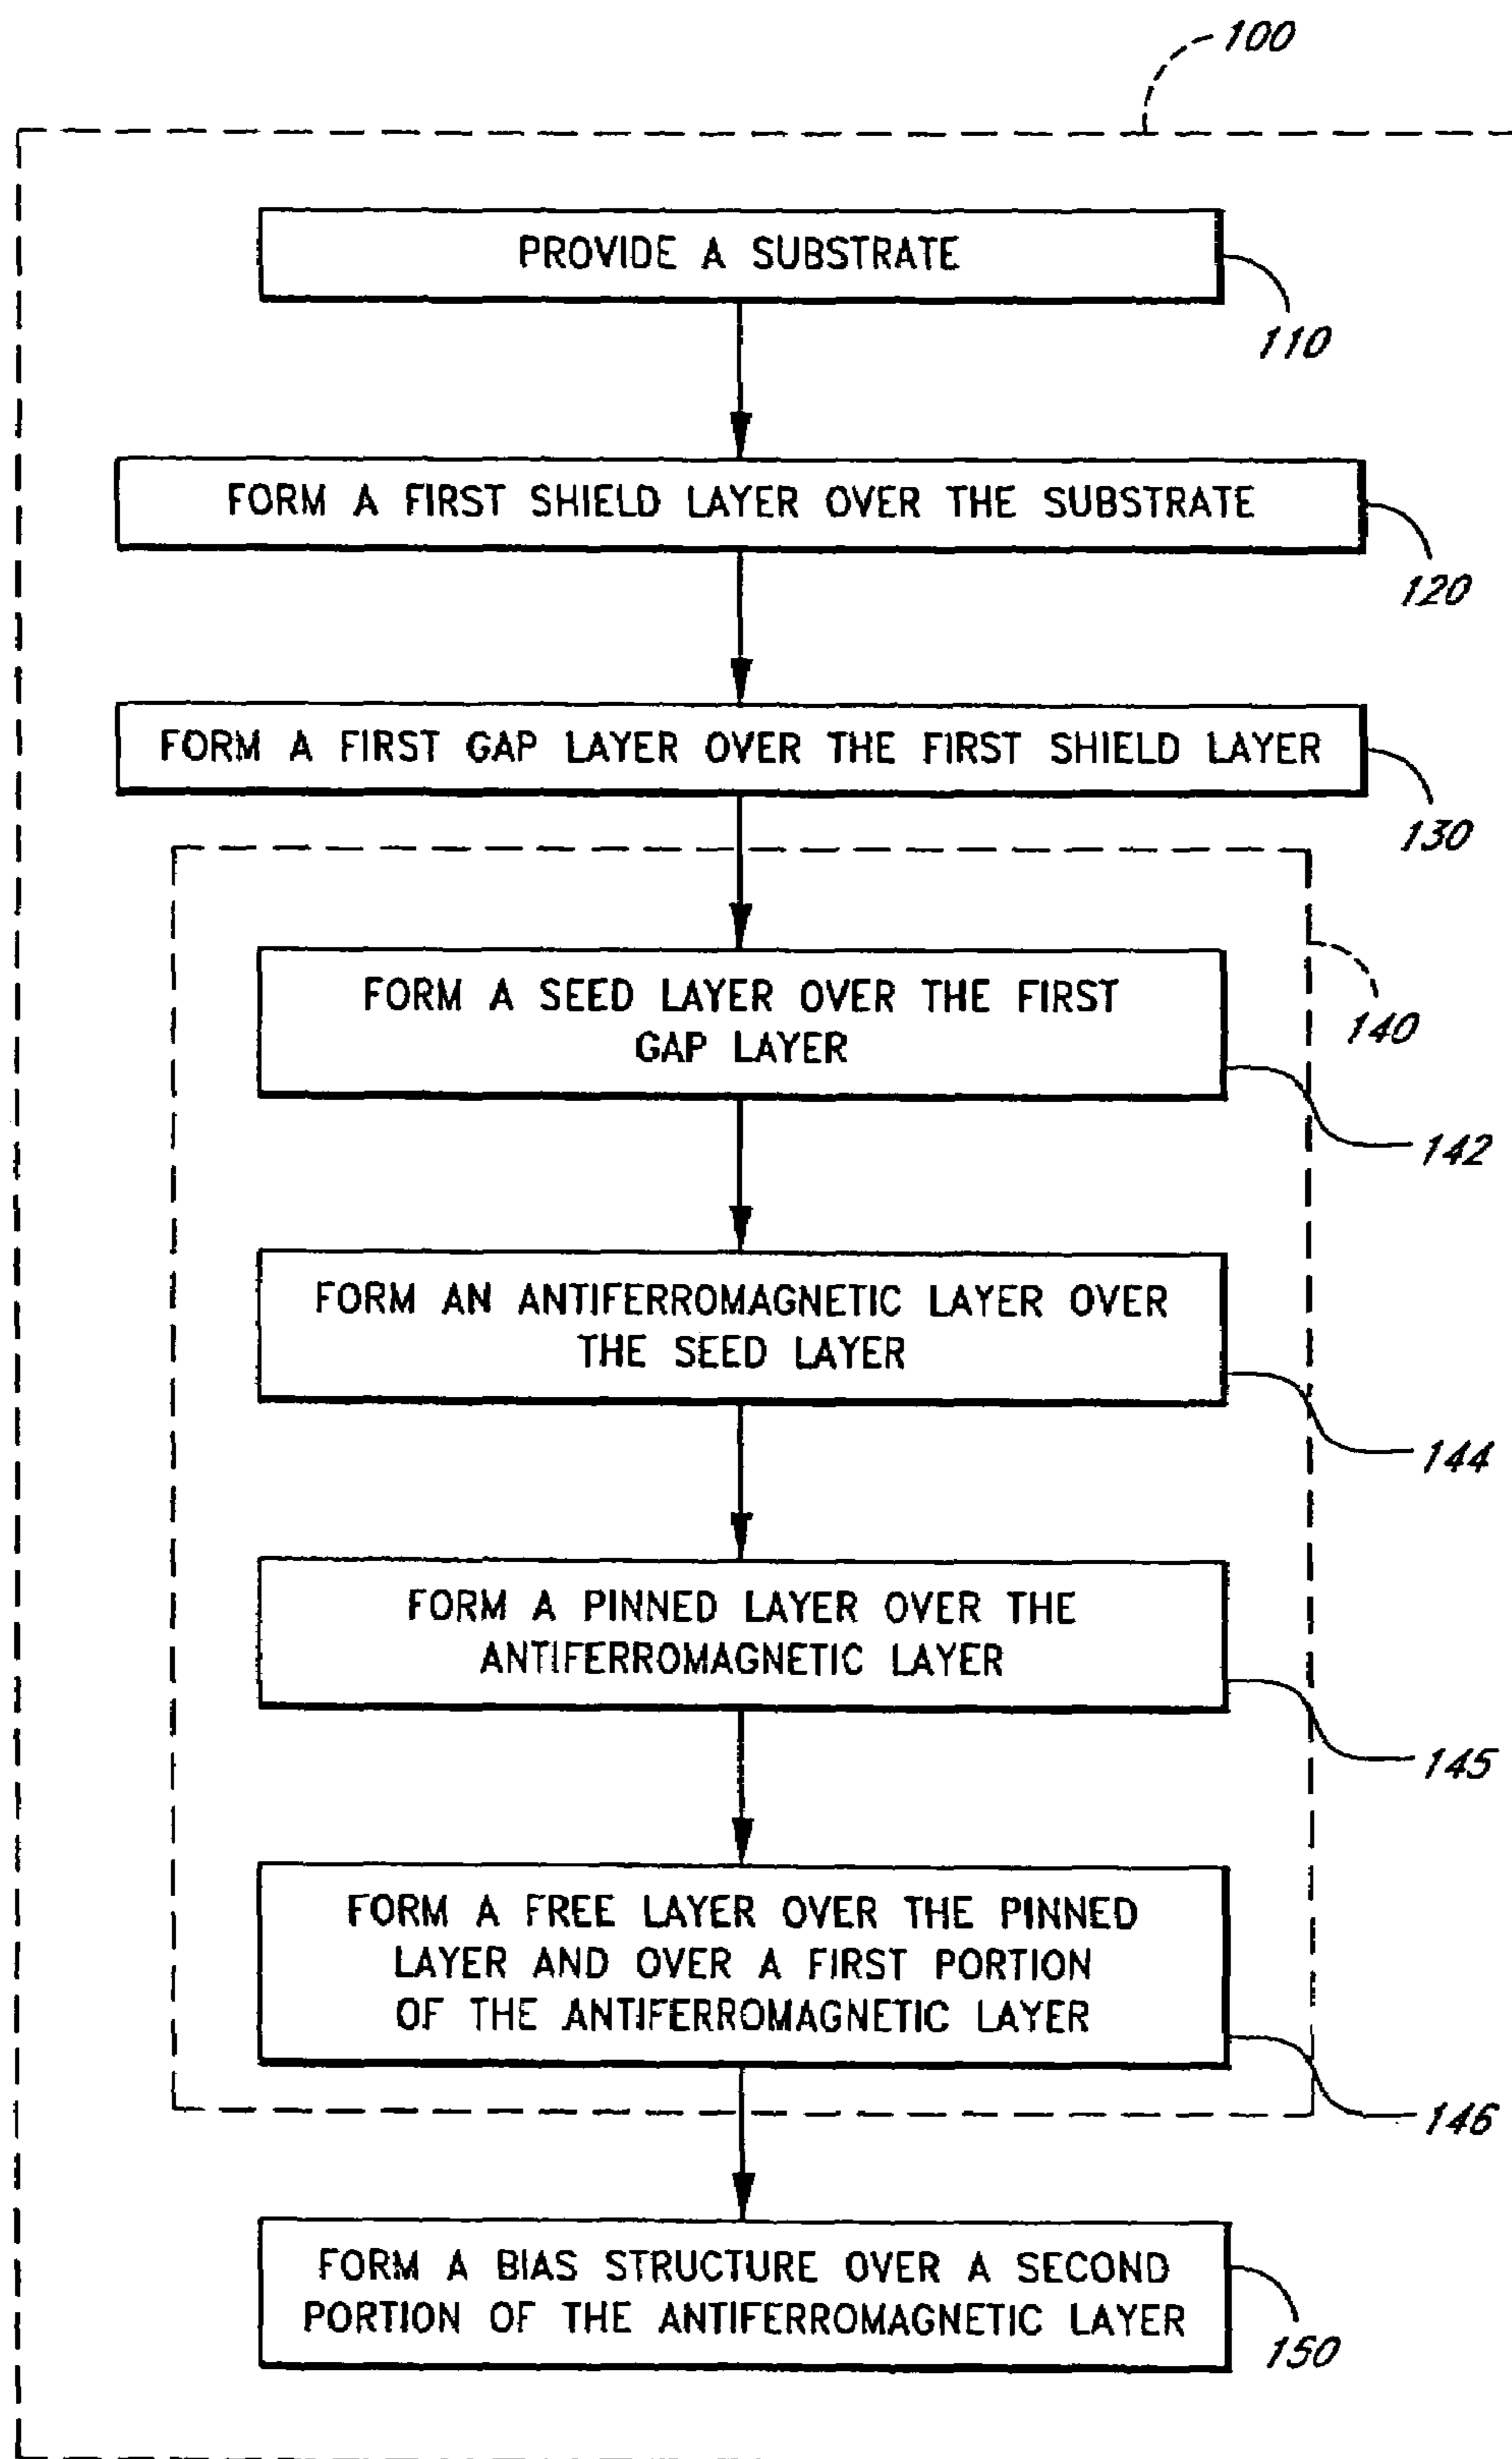 100
PROVIDE A SUBSTRATE
110
FORM A FIRST SHIELD LAYER OVER THE SUBSTRATE
120
FORM A FIRST GAP LAYER OVER THE FIRST SHIELD LAYER
130
FORM A SEED LAYER OVER THE FIRST
GAP LAYER
140
142
FORM AN ANTIFERROMAGNETIC LAYER OVER
THE SEED LAYER
144
FORM A PINNED LAYER OVER THE
ANTIFERROMAGNETIC LAYER
145
FORM A FREE LAYER OVER THE PINNED
LAYER AND OVER A FIRST PORTION
OF THE ANTIFERROMAGNETIC LAYER
146
FORM A BIAS STRUCTURE OVER A SECOND
PORTION OF THE ANTIFERROMAGNETIC LAYER
150